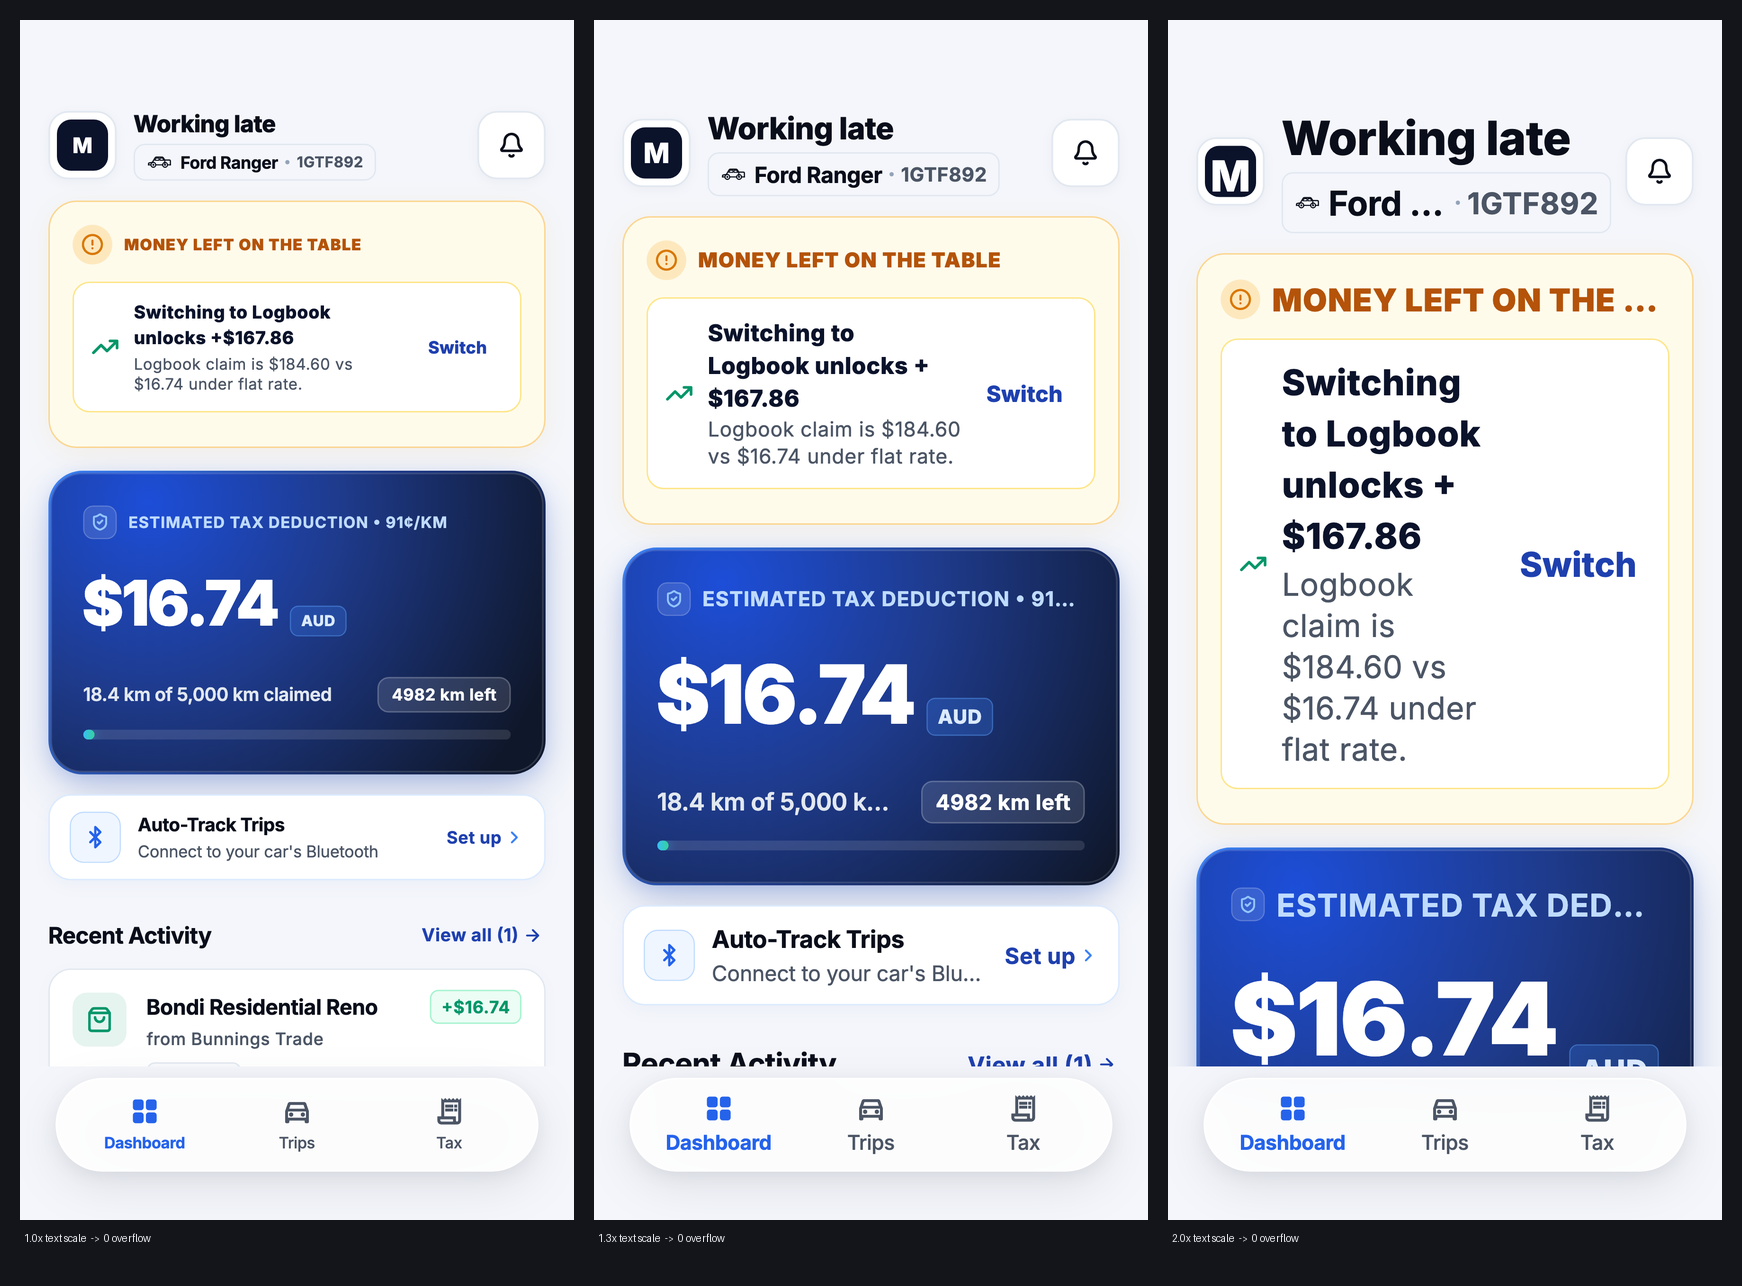 M
Working late
Ford Ranger • 1GTF892
MONEY LEFT ON THE TABLE
Switching to Logbook
unlocks +$167.86
Logbook claim is $184.60 vs
$16.74 under flat rate.
Switch
ESTIMATED TAX DEDUCTION • 91¢/KM
$16.74
AUD
18.4 km of 5,000 km claimed
4982 km left
Auto-Track Trips
Connect to your car's Bluetooth
Set up
Recent Activity
View all (1) →
Bondi Residential Reno
from Bunnings Trade
+$16.74
Dashboard
Trips
Tax
1.0x textscale -> 0 overflow
M
Working late
Ford Ranger • 1GTF892
MONEY LEFT ON THE TABLE
Switching to
Logbook unlocks +
$167.86
Logbook claim is $184.60
vs $16.74 under flat rate.
Switch
ESTIMATED TAX DEDUCTION • 91...
$16.74
AUD
18.4 km of 5,000 k...
4982 km left
Auto-Track Trips
Connect to your car's Blu...
Set up
Recent Activity
View all (1) →
Dashboard
Trips
Tax
1.3x textscale -> 0 overflow
M
Working late
Ford ... • 1GTF892
MONEY LEFT ON THE ...
Switching
to Logbook
unlocks +
$167.86
Logbook
claim is
$184.60 vs
$16.74 under
flat rate.
Switch
ESTIMATED TAX DED...
$16.74
AUD
Dashboard
Trips
Tax
2.0x textscale -> 0 overflow